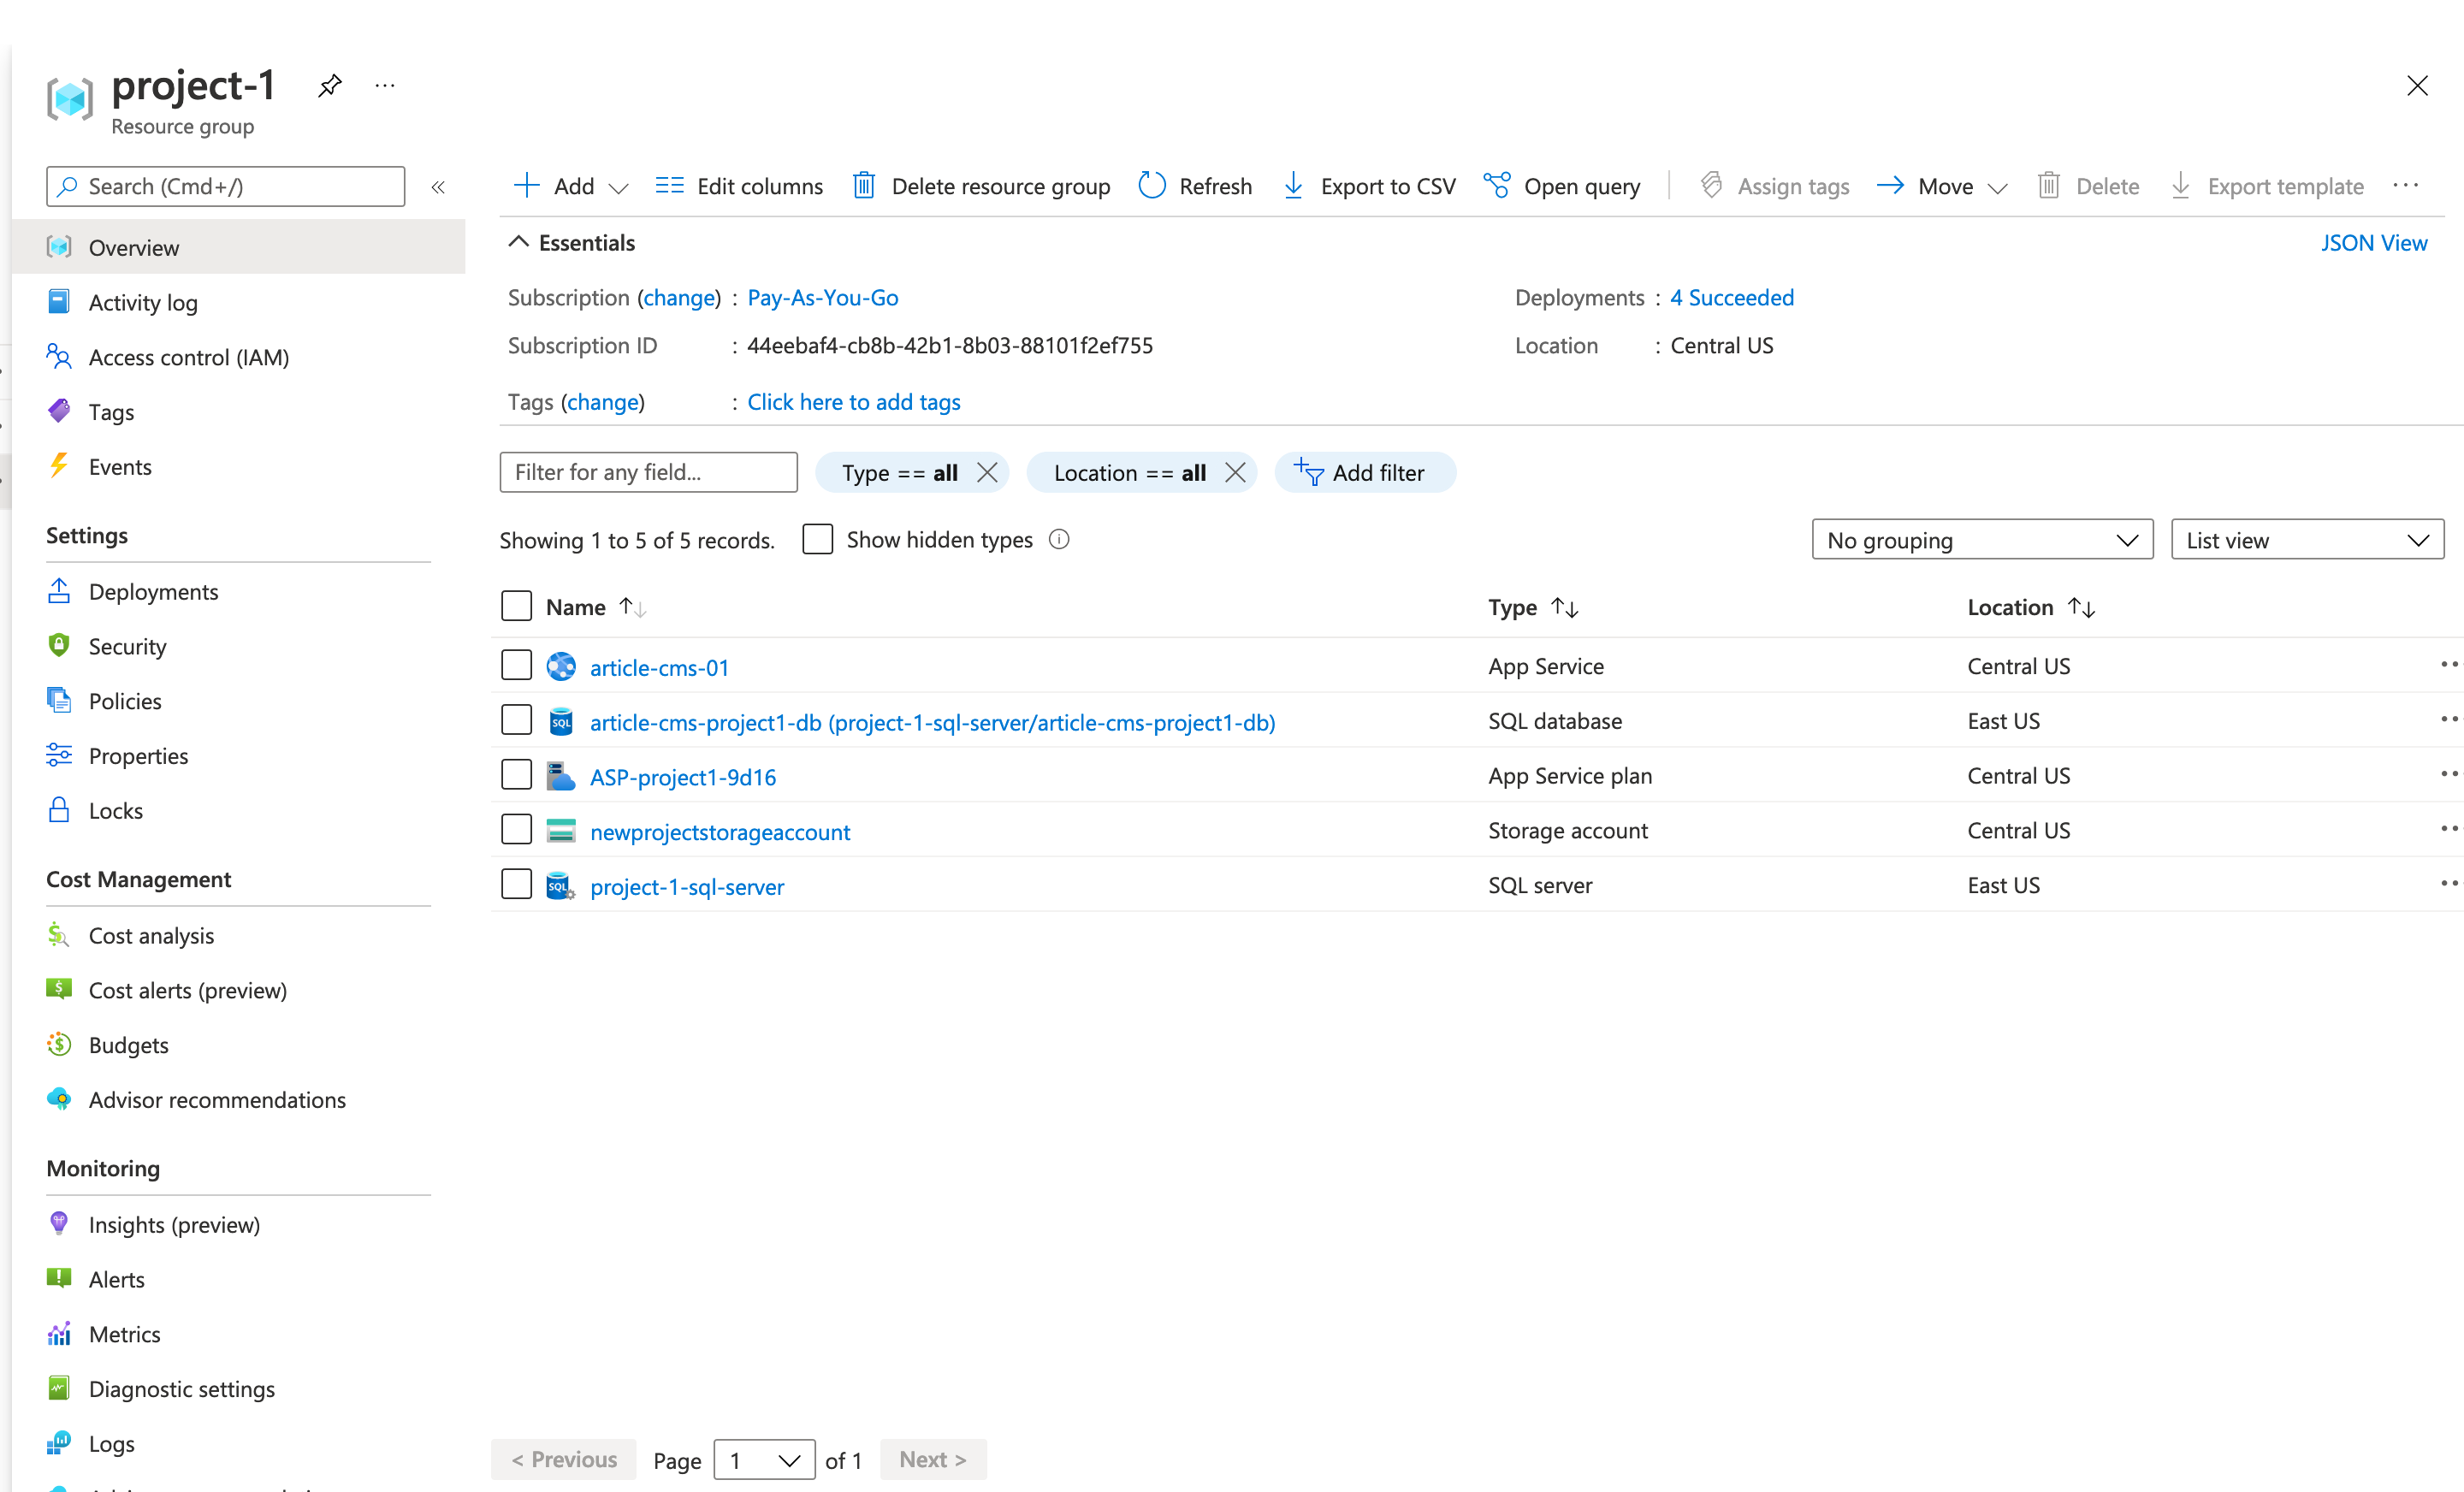 project-1
Resource group
Search (Cmd+/)
Overview
Activity log
Access control (IAM)
Tags
Events
Settings
Deployments
Security
Policies
Properties
Locks
Cost Management
Cost analysis
Cost alerts (preview)
Budgets
Advisor recommendations
Monitoring
Insights (preview)
Alerts
Metrics
Diagnostic settings
Logs
Add Edit columns Delete resource group Refresh Export to CSV Open query Assign tags Move Delete Export template
Essentials JSON View
Subscription (change) : Pay-As-You-Go Deployments : 4 Succeeded
Subscription ID : 44eebaf4-cb8b-42b1-8b03-88101f2ef755 Location : Central US
Tags (change) : Click here to add tags
Filter for any field... Type == all Location == all Add filter
Showing 1 to 5 of 5 records. Show hidden types No grouping List view
Name Type Location
article-cms-01 App Service Central US
SQL article-cms-project1-db (project-1-sql-server/article-cms-project1-db) SQL database East US
ASP-project1-9d16 App Service plan Central US
newprojectstorageaccount Storage account Central US
SQL project-1-sql-server SQL server East US
< Previous Page 1 of 1 Next >